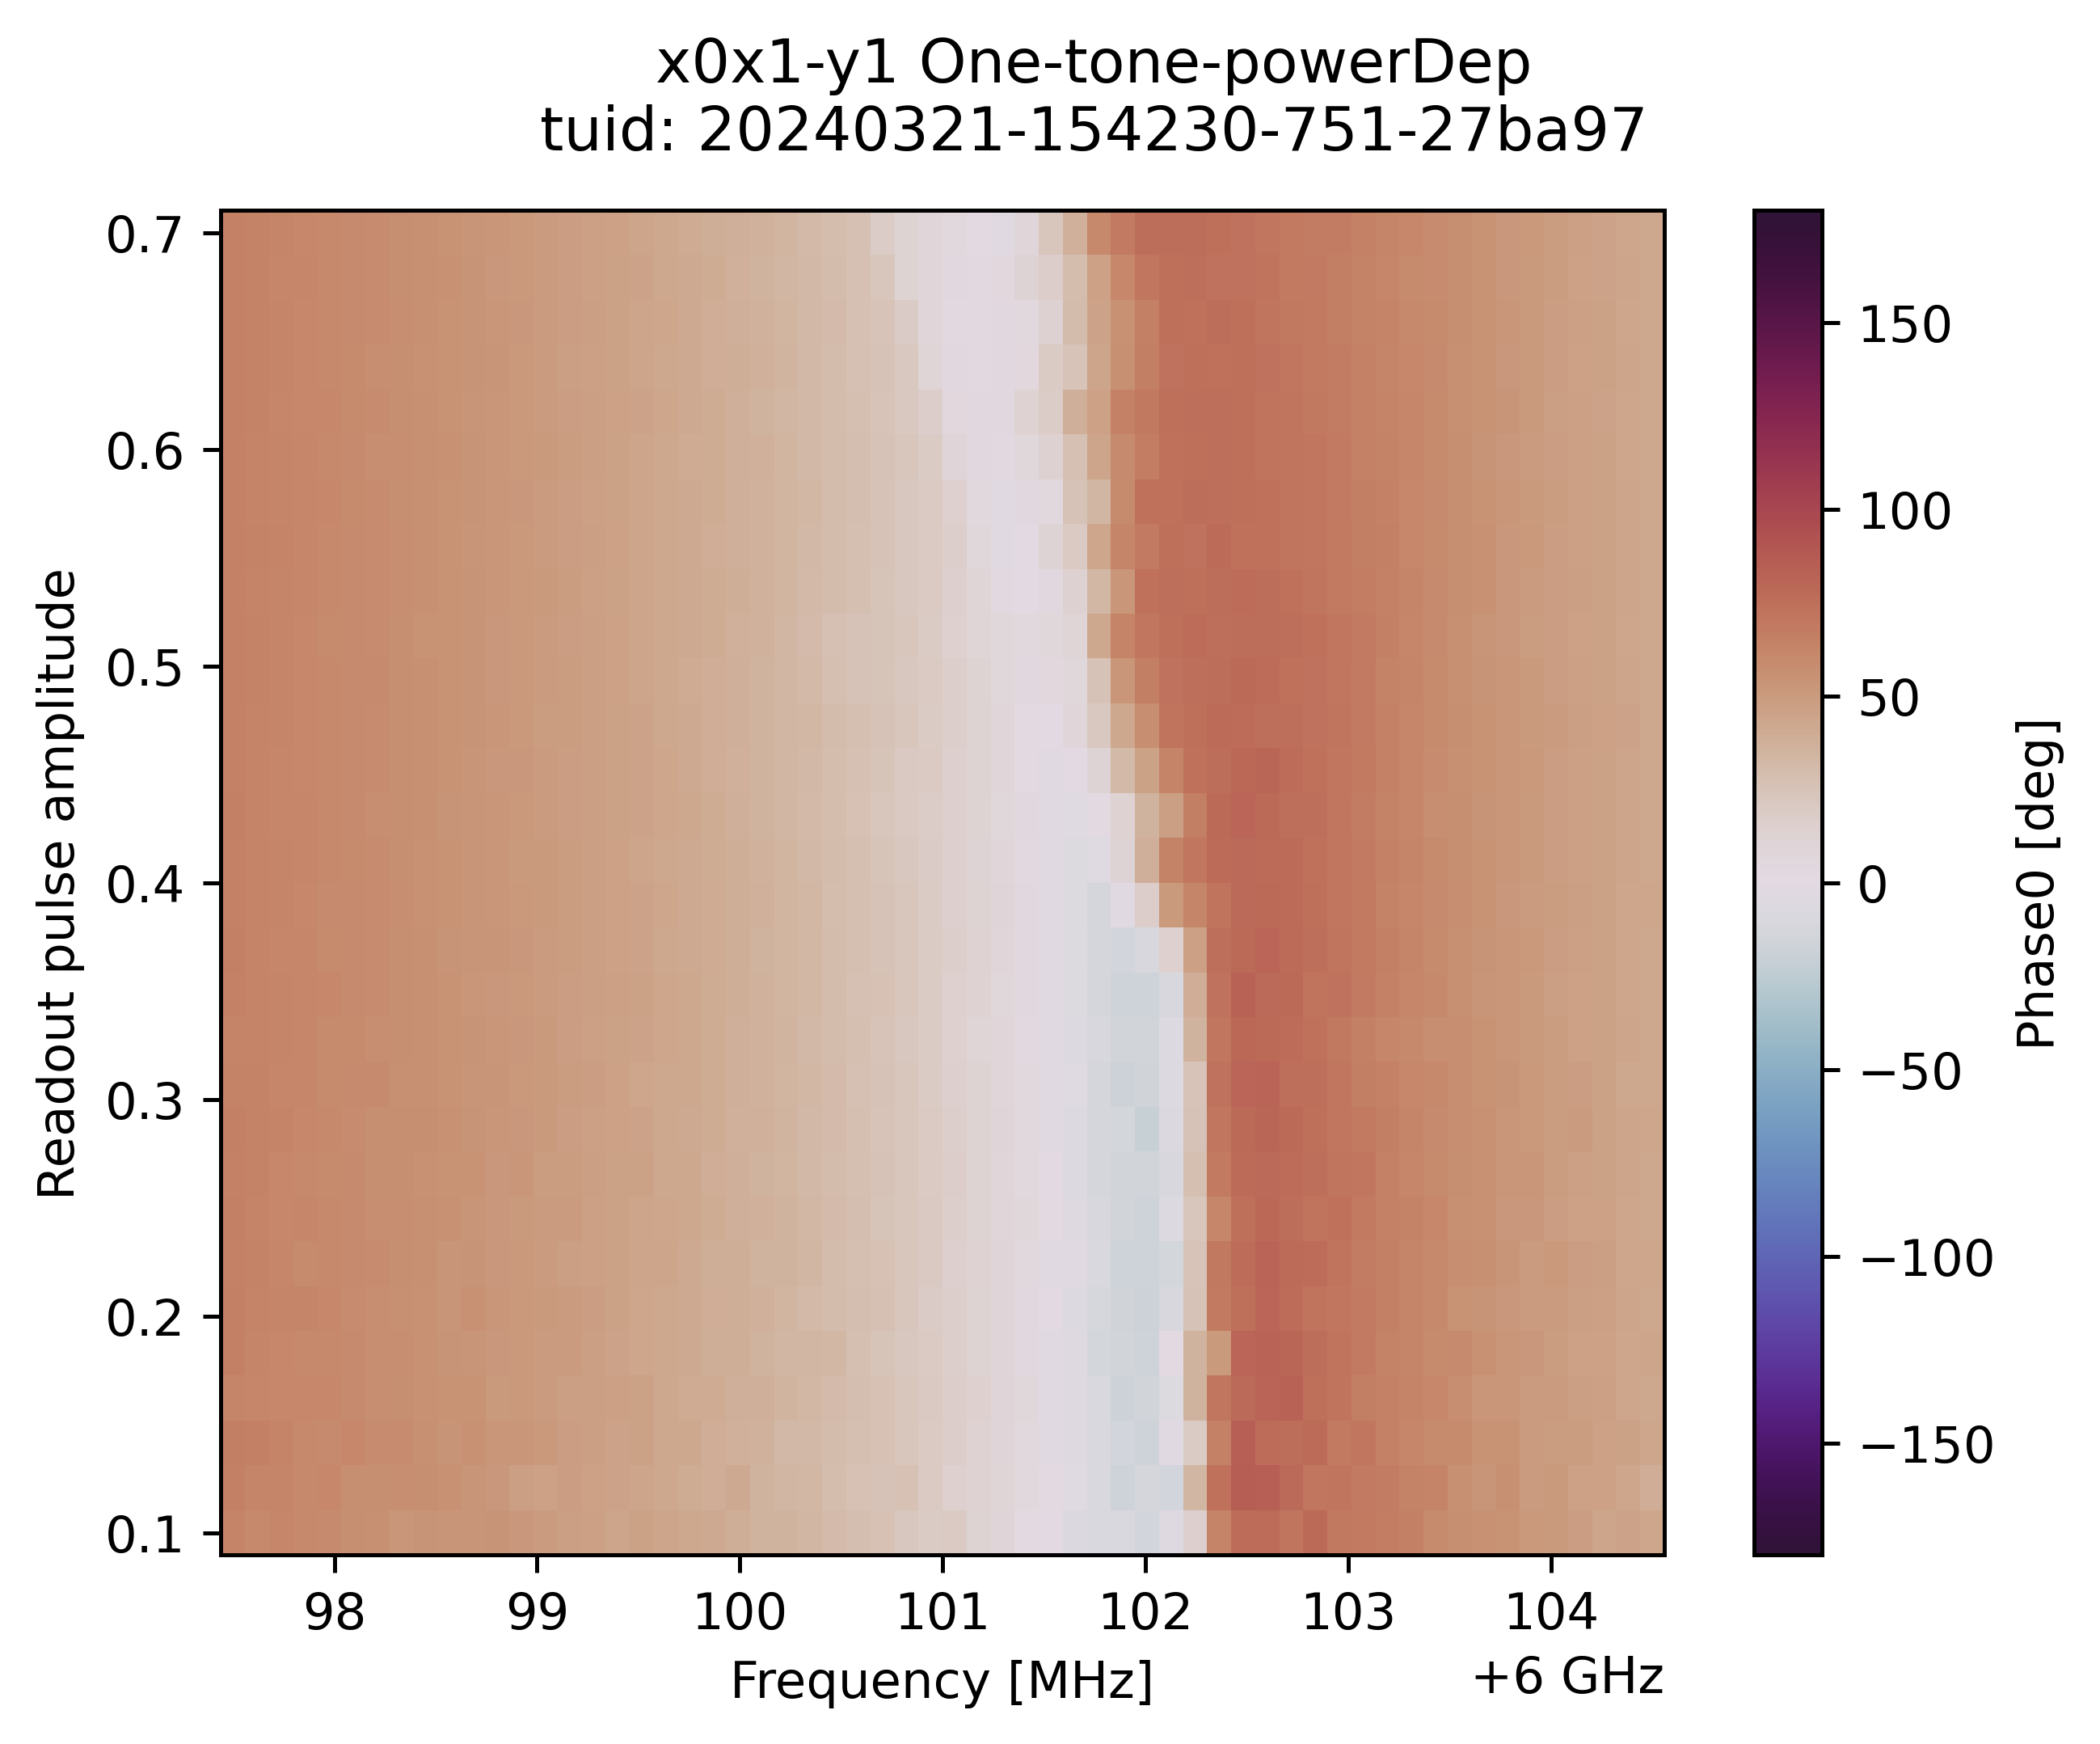 x0x1-y1 One-tone-powerDep
tuid: 20240321-154230-751-27ba97
Readout pulse amplitude
0.7
0.6
0.5
0.4
0.3
0.2
0.1
98 99 100 101 102 103 104
Frequency [MHz]
+6 GHz
150
100
50
0
−50
−100
−150
Phase0 [deg]